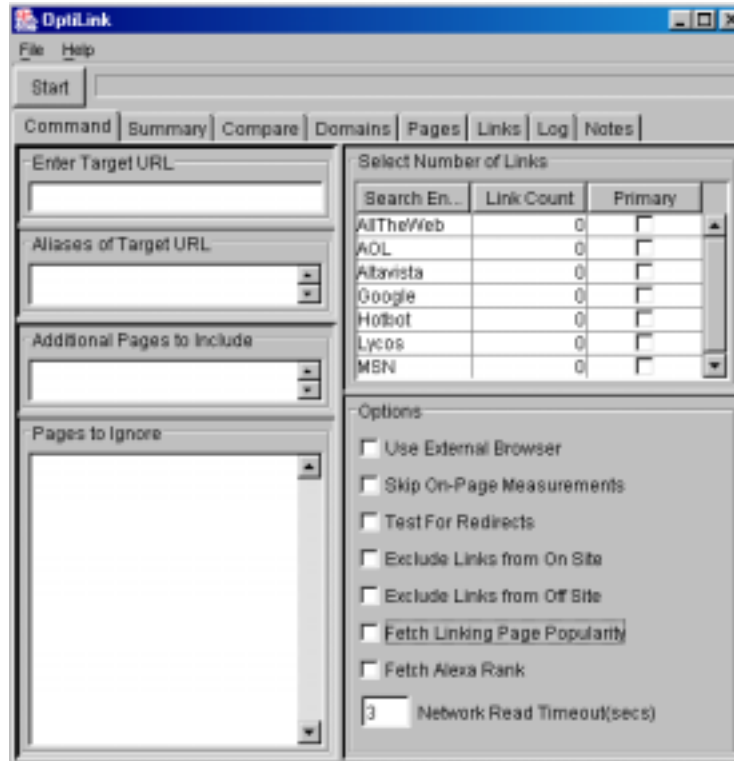 OptiLink
File Help
Start
Command Summary Compare Domains Pages Links Log Notes
Enter Target URL
Aliases of Target URL
Additional Pages to Include
Pages to Ignore
Select Number of Links
Search En... Link Count Primary
AllTheWeb 0
AOL 0
Altavista 0
Google 0
Hotbot 0
Lycos 0
MSN 0
Options
Use External Browser
Skip On-Page Measurements
Test For Redirects
Exclude Links from On Site
Exclude Links from Off Site
Fetch Linking Page Popularity
Fetch Alexa Rank
3 Network Read Timeout(secs)